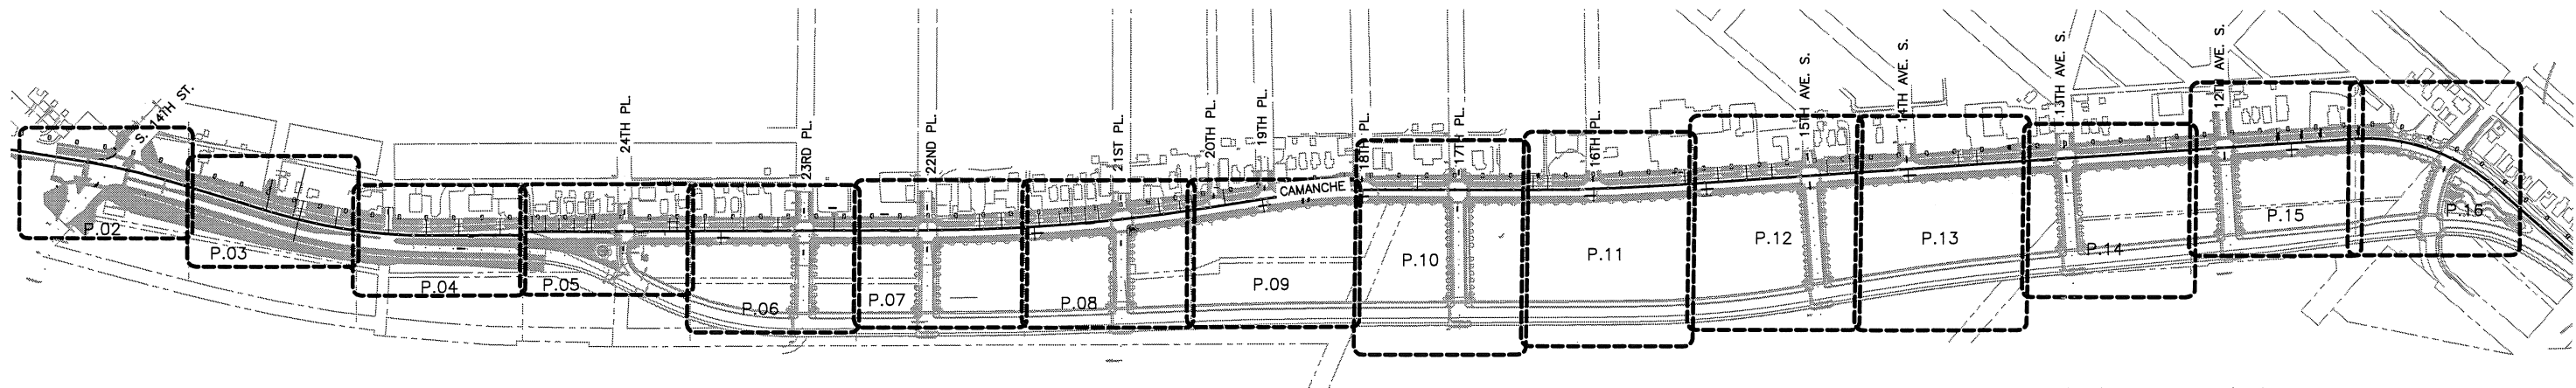 S. 14TH ST.
24TH PL.
23RD PL.
22ND PL.
21ST PL.
20TH PL.
19TH PL.
18TH PL.
17TH PL.
16TH PL.
15TH AVE. S.
14TH AVE. S.
13TH AVE. S.
12TH AVE. S.
CAMANCHE
P.02
P.03
P.04
P.05
P.06
P.07
P.08
P.09
P.10
P.11
P.12
P.13
P.14
P.15
P.16